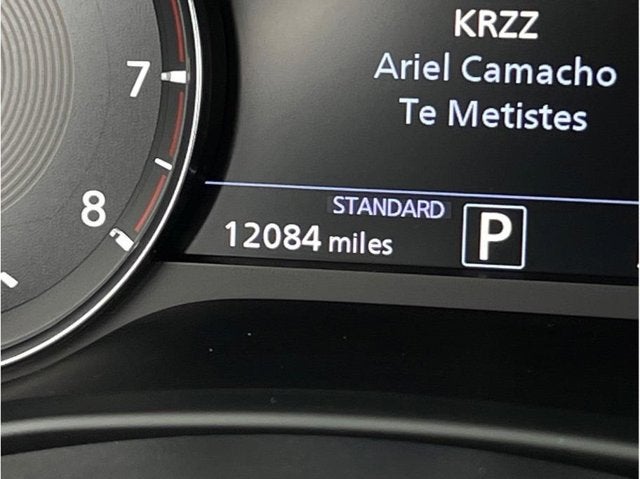 KRZZ
Ariel Camacho
Te Metistes
7
8
STANDARD
12084 miles
P